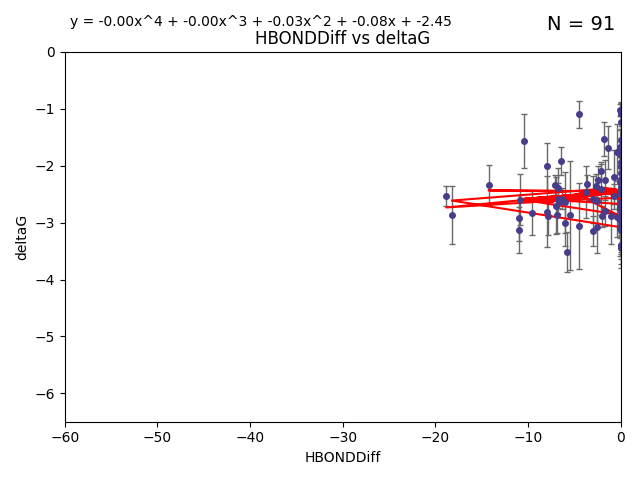 y = -0.00x^4 + -0.00x^3 + -0.03x^2 + -0.08x + -2.45
N = 91
HBONDDiff vs deltaG
deltaG
0
−1
−2
−3
−4
−5
−6
−60 −50 −40 −30 −20 −10 0
HBONDDiff